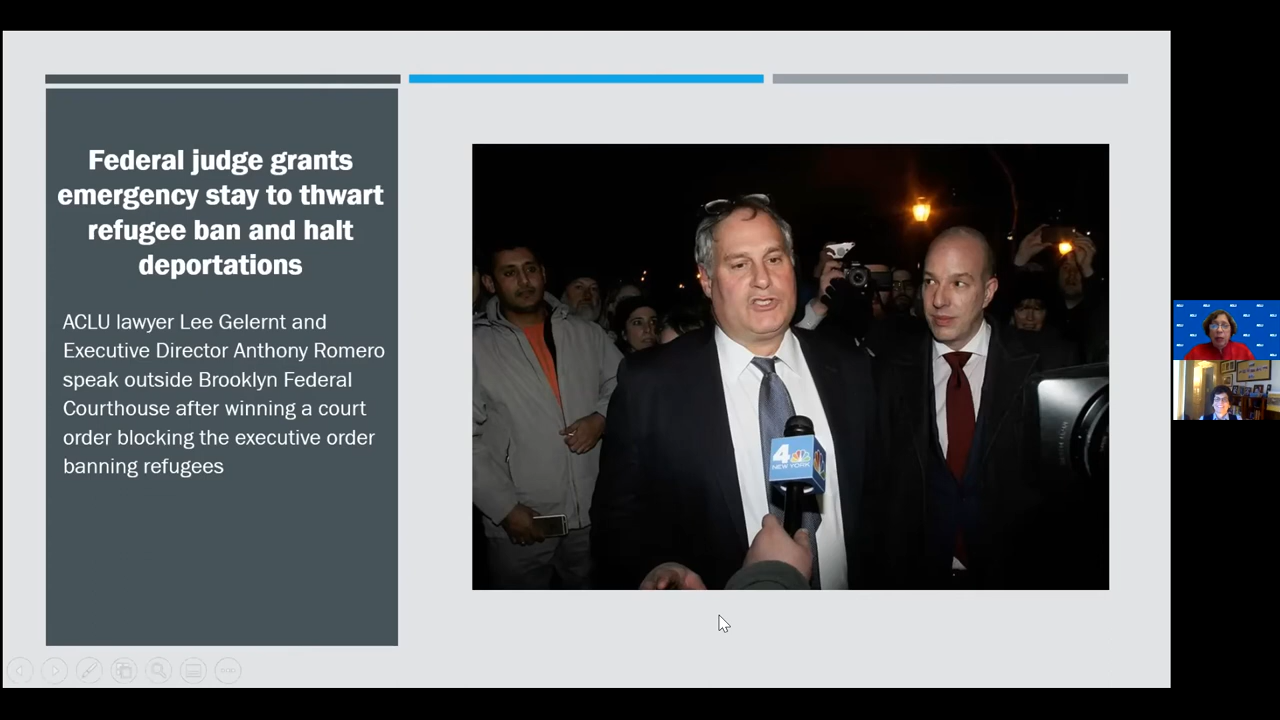 Federal judge grants
emergency stay to thwart
refugee ban and halt
deportations
ACLU lawyer Lee Gelernt and
Executive Director Anthony Romero
speak outside Brooklyn Federal
Courthouse after winning a court
order blocking the executive order
banning refugees
4
NEW YORK